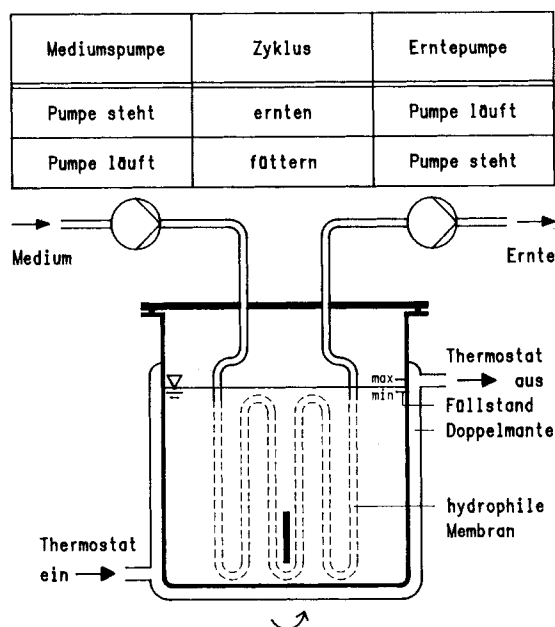 Mediumspumpe Zyklus Erntepumpe
Pumpe steht ernten Pumpe läuft
Pumpe läuft füttern Pumpe steht
Medium
Ernte
Thermostat
aus
max
min
Füllstand
Doppelmante
hydrophile
Membran
Thermostat
ein